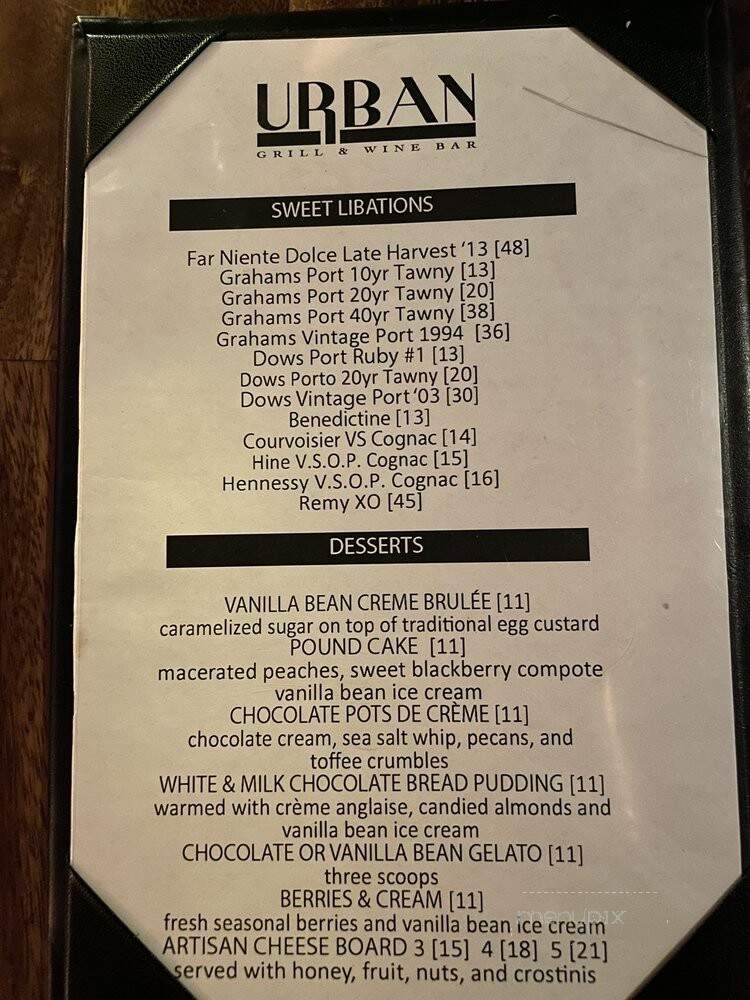 URBAN
GRILL & WINE BAR
SWEET LIBATIONS
Far Niente Dolce Late Harvest '13 [48]
Grahams Port 10yr Tawny [13]
Grahams Port 20yr Tawny [20]
Grahams Port 40yr Tawny [38]
Grahams Vintage Port 1994 [36]
Dows Port Ruby #1 [13]
Dows Porto 20yr Tawny [20]
Dows Vintage Port '03 [30]
Benedictine [13]
Courvoisier VS Cognac [14]
Hine V.S.O.P. Cognac [15]
Hennessy V.S.O.P. Cognac [16]
Remy XO [45]
DESSERTS
VANILLA BEAN CREME BRULÉE [11]
caramelized sugar on top of traditional egg custard
POUND CAKE [11]
macerated peaches, sweet blackberry compote
vanilla bean ice cream
CHOCOLATE POTS DE CRÈME [11]
chocolate cream, sea salt whip, pecans, and
toffee crumbles
WHITE & MILK CHOCOLATE BREAD PUDDING [11]
warmed with crème anglaise, candied almonds and
vanilla bean ice cream
CHOCOLATE OR VANILLA BEAN GELATO [11]
three scoops
BERRIES & CREAM [11]
menupix
fresh seasonal berries and vanilla bean ice cream
ARTISAN CHEESE BOARD 3 [15] 4 [18] 5 [21]
served with honey, fruit, nuts, and crostinis